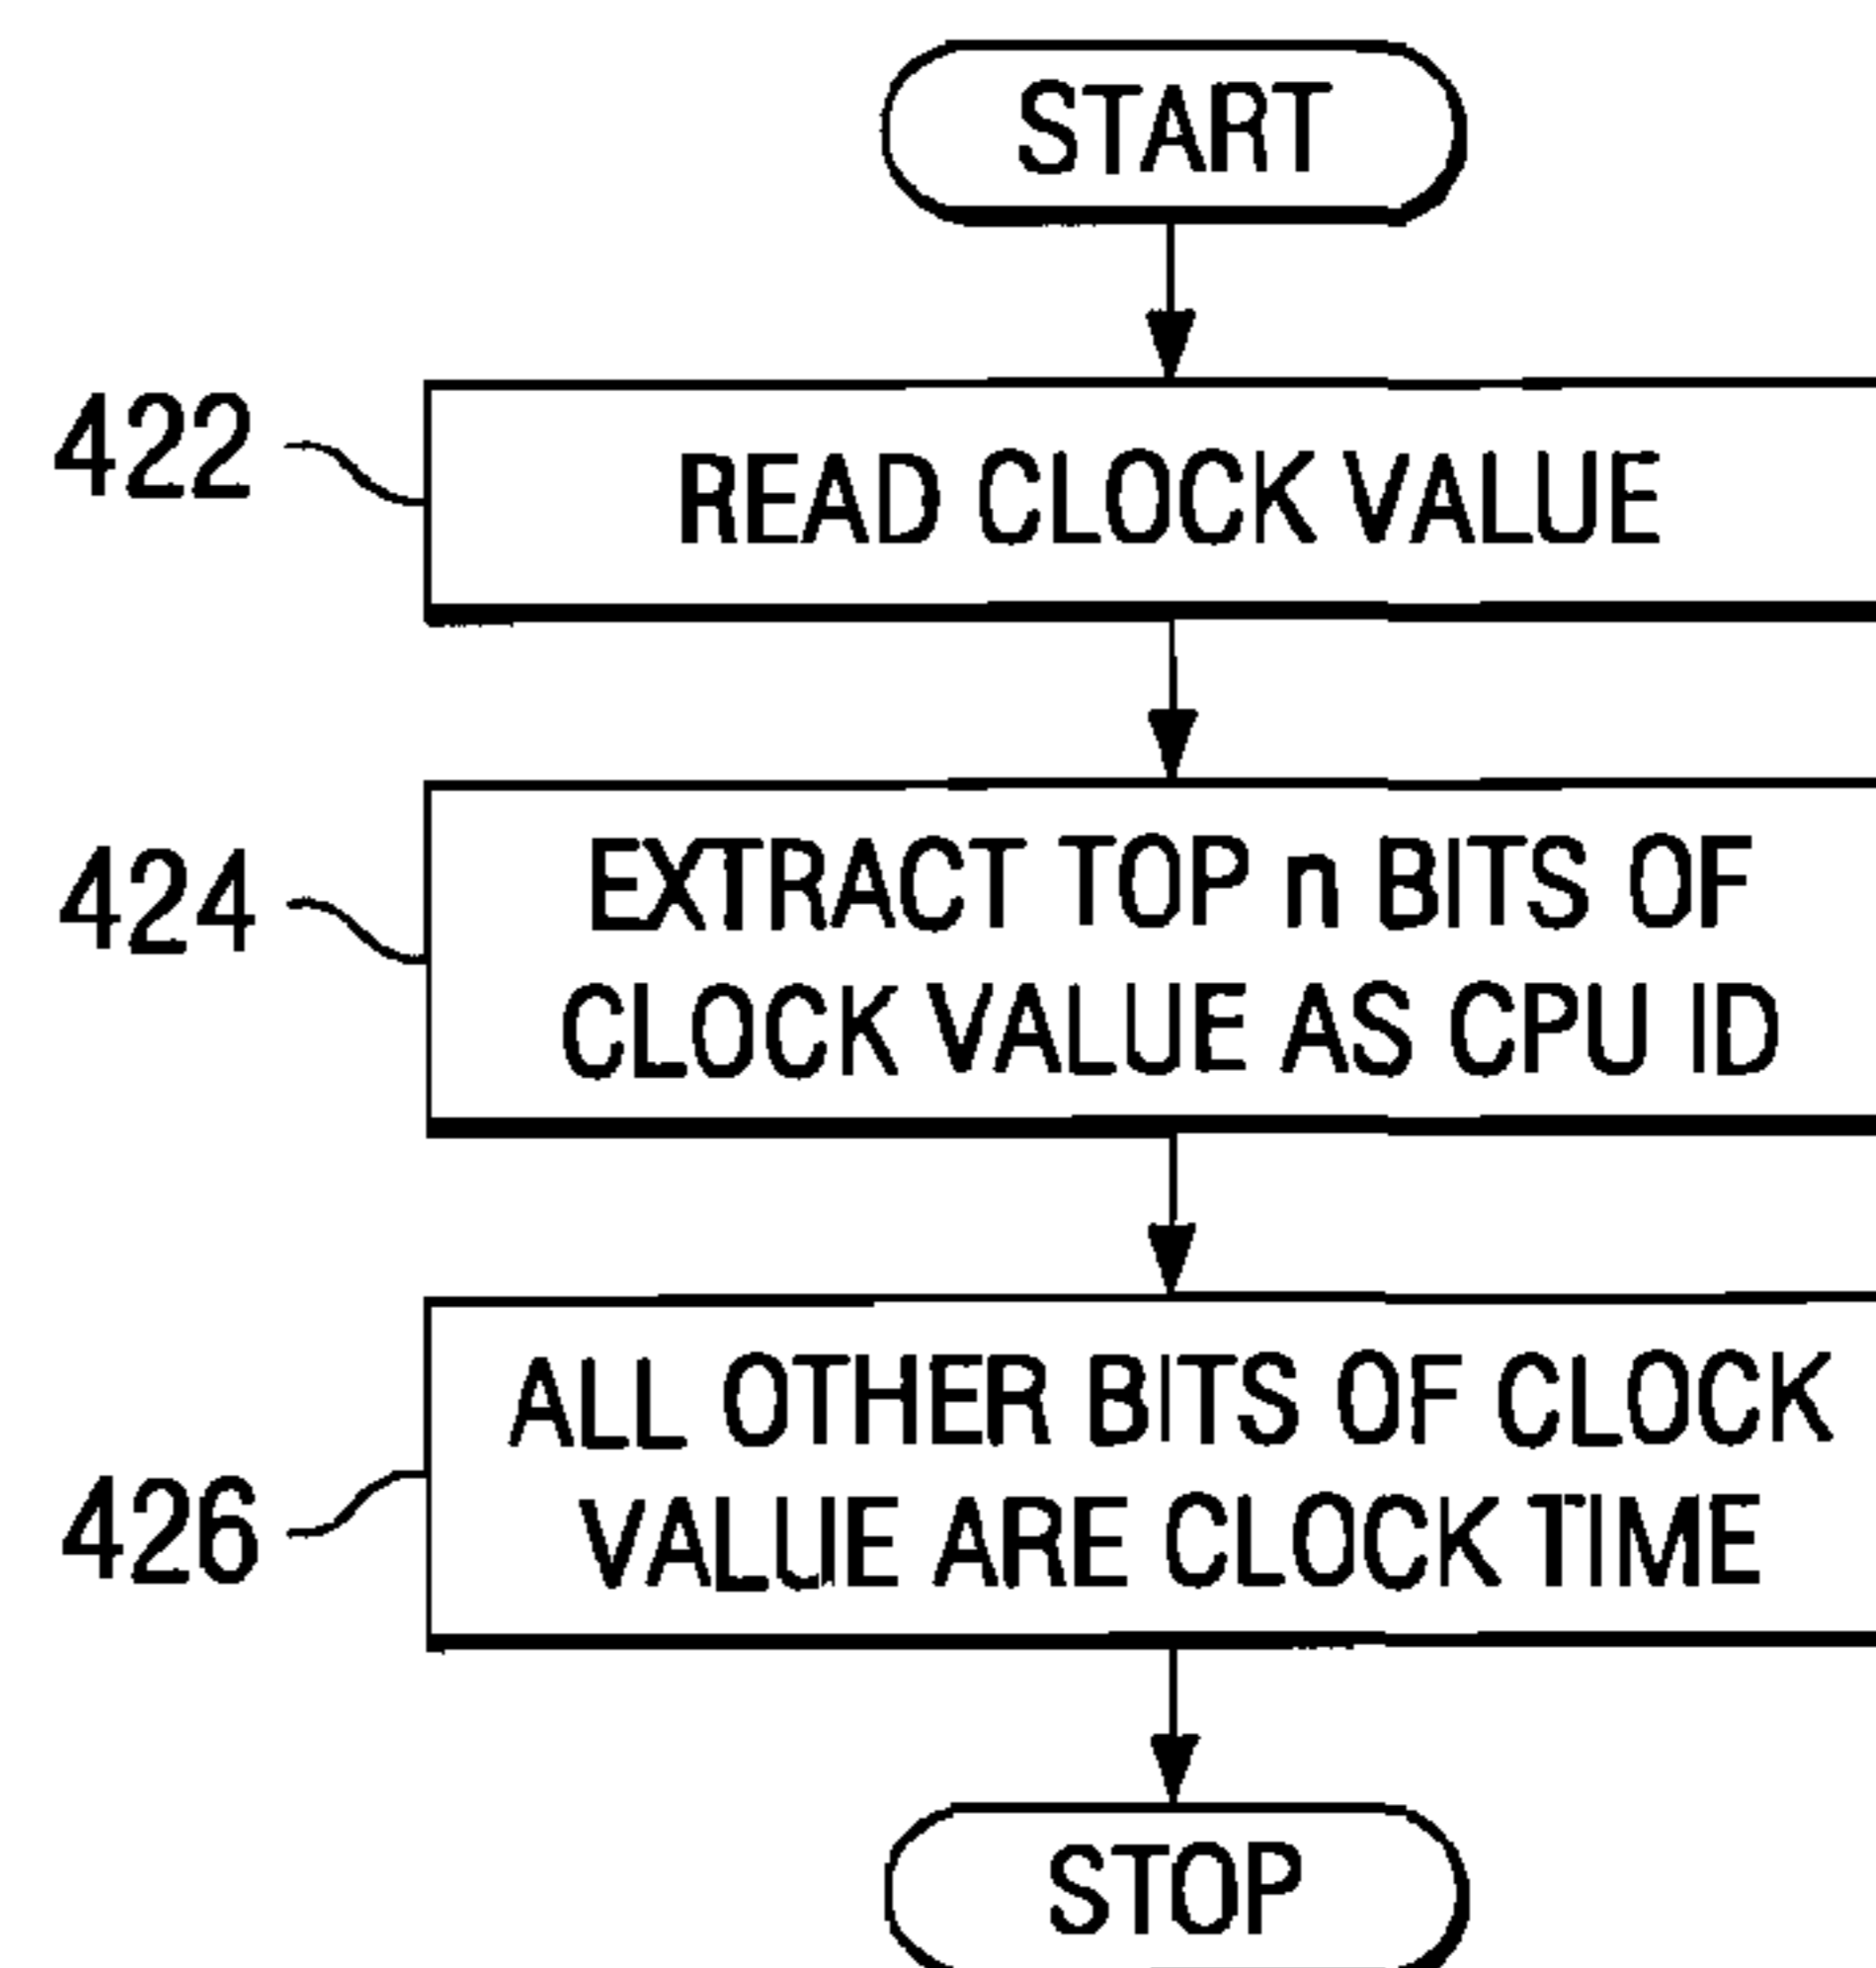 START
422
READ CLOCK VALUE
424
EXTRACT TOP n BITS OF
CLOCK VALUE AS CPU ID
426
ALL OTHER BITS OF CLOCK
VALUE ARE CLOCK TIME
STOP